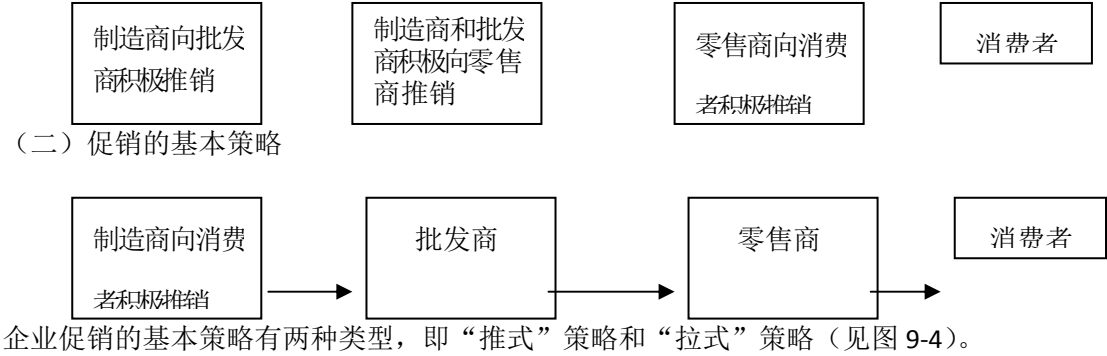 制造商向批发
商积极推销
制造商和批发
商积极向零售
商推销
零售商向消费
者积极推销
消费者
（二）促销的基本策略
制造商向消费
者积极推销
批发商
零售商
消费者
企业促销的基本策略有两种类型，即“推式”策略和“拉式”策略（见图 9-4）。